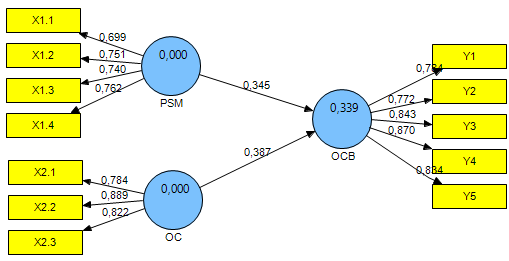 X1.1
X1.2
X1.3
X1.4
0,699
0,751
0,740
0,762
0,000
PSM
0,345
X2.1
X2.2
X2.3
0,784
0,889
0,822
0,000
OC
0,387
0,339
OCB
0,772
0,843
0,870
Y1
Y2
Y3
Y4
Y5